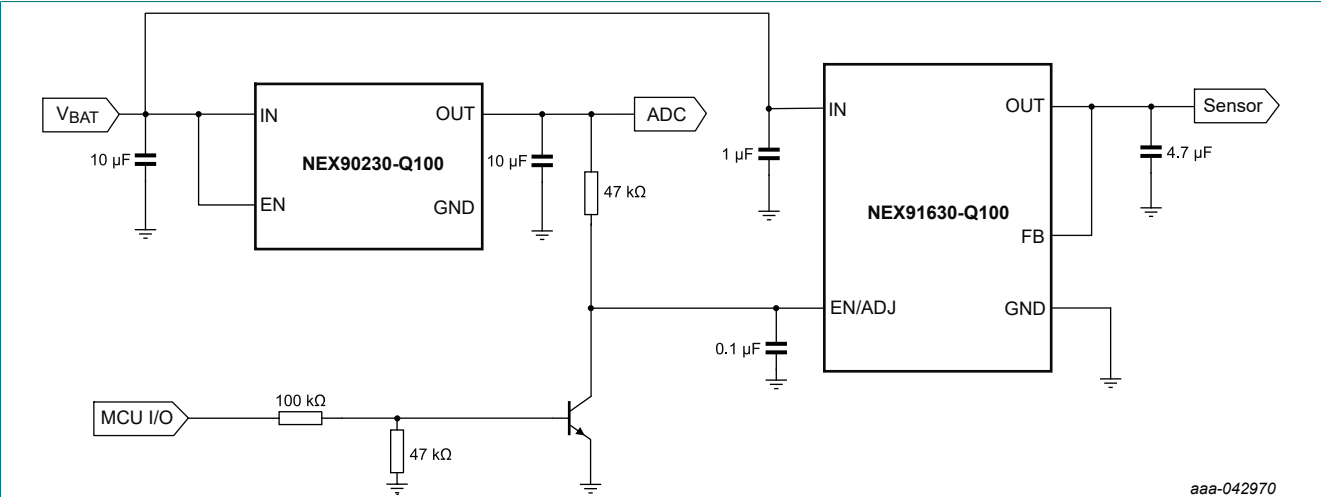 V_BAT
10 µF
IN
EN
OUT
GND
NEX90230-Q100
10 µF
ADC
47 kΩ
1 µF
IN
EN/ADJ
OUT
FB
GND
NEX91630-Q100
Sensor
4.7 µF
0.1 µF
MCU I/O
100 kΩ
47 kΩ
aaa-042970